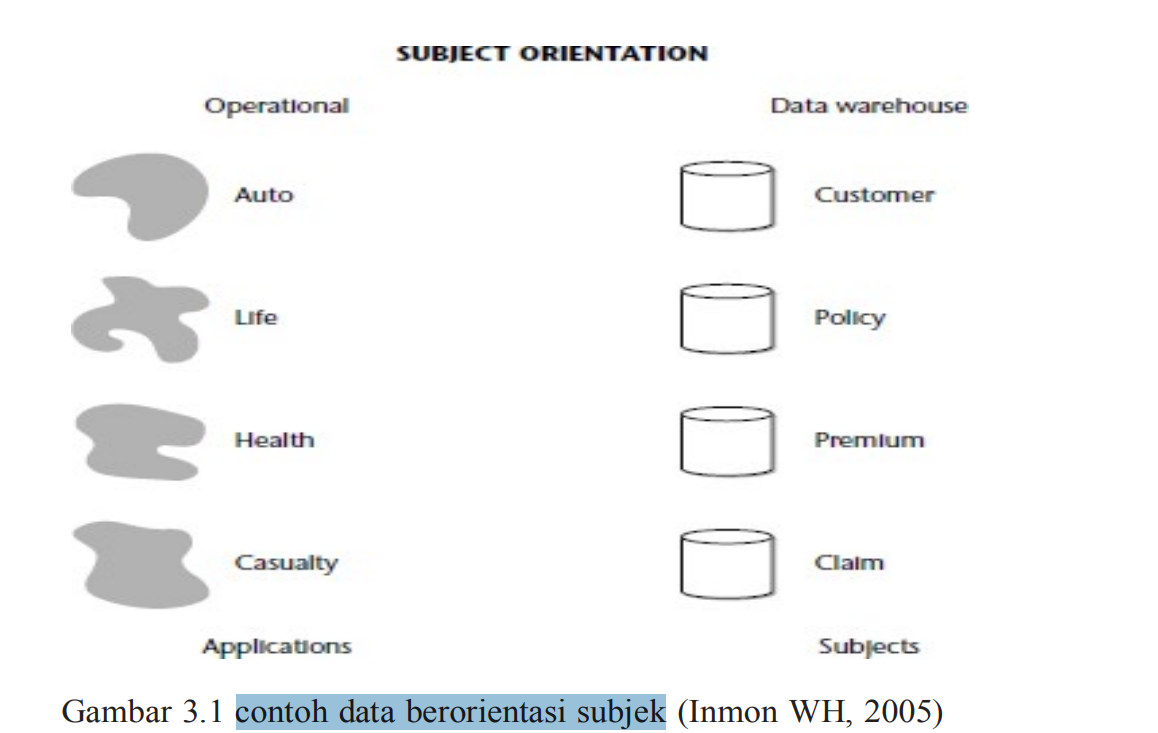 SUBJECT ORIENTATION
Operational Data warehouse
Auto Customer
Life Policy
Health Premium
Casualty Claim
Applications Subjects
Gambar 3.1 contoh data berorientasi subjek (Inmon WH, 2005)